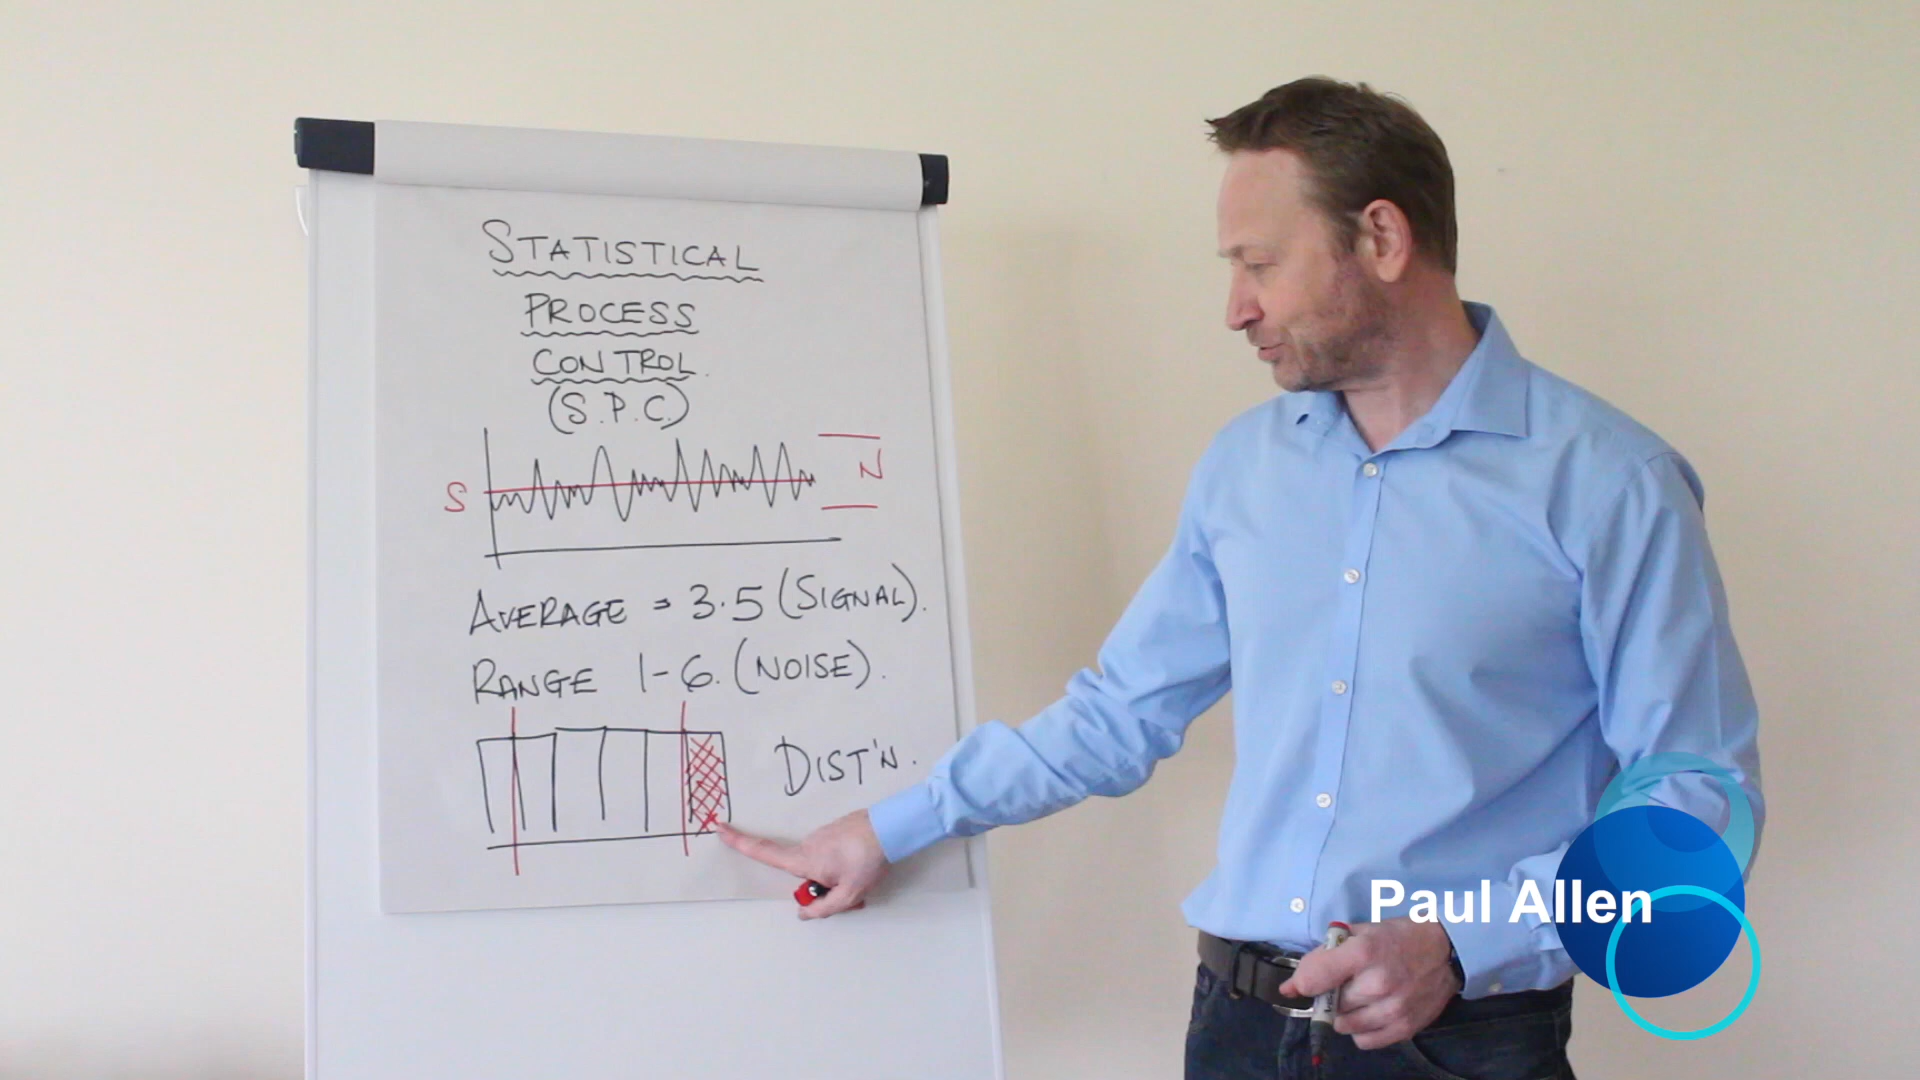 STATISTICAL
PROCESS
CONTROL.
(S.P.C.)
S
N
AVERAGE = 3.5 (SIGNAL).
RANGE 1-6. (NOISE).
DIST'N.
Paul Allen